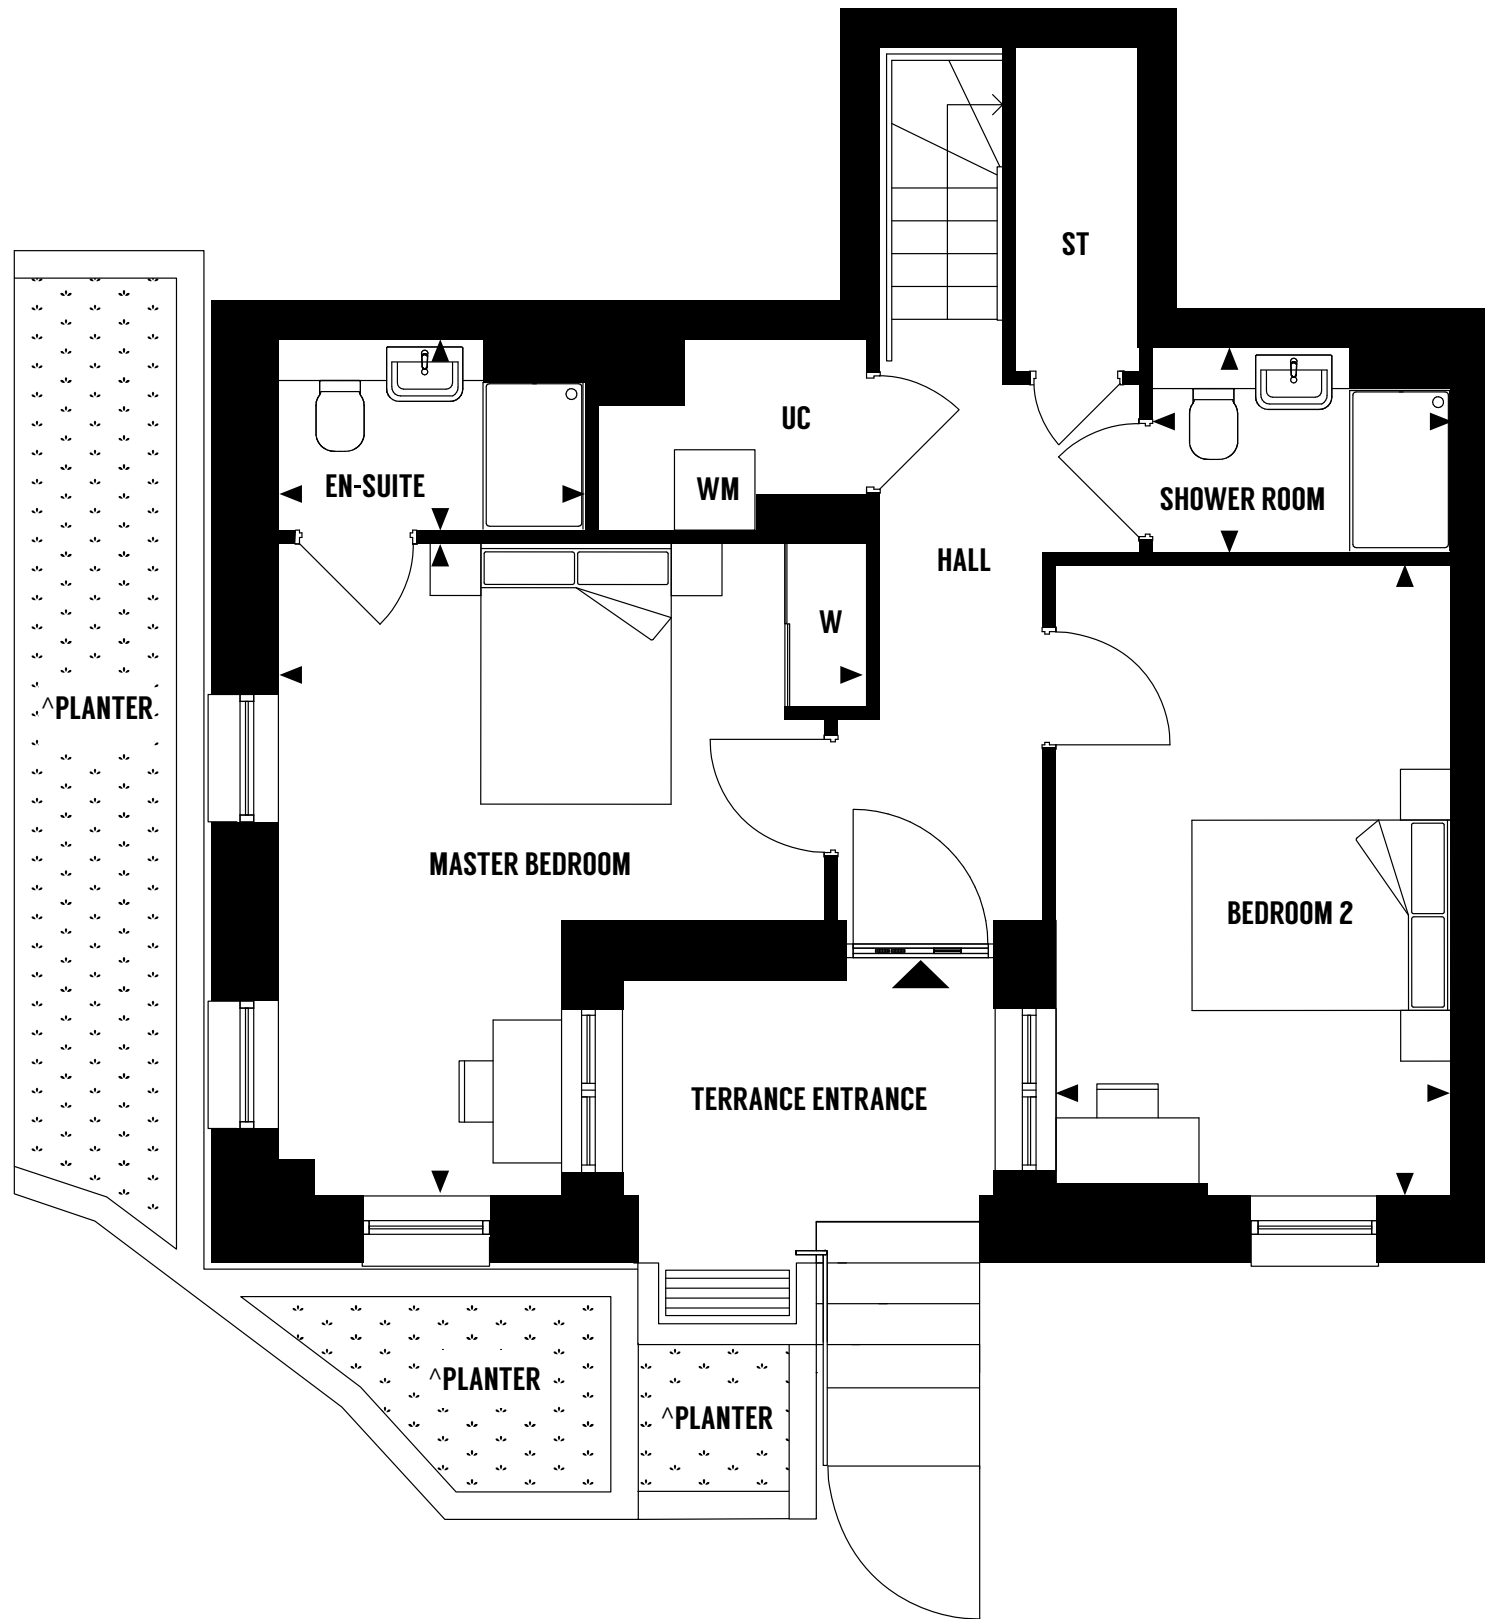 ST
UC
EN-SUITE
WM
SHOWER ROOM
HALL
W
^PLANTER
MASTER BEDROOM
BEDROOM 2
TERRANCE ENTRANCE
^PLANTER
^PLANTER